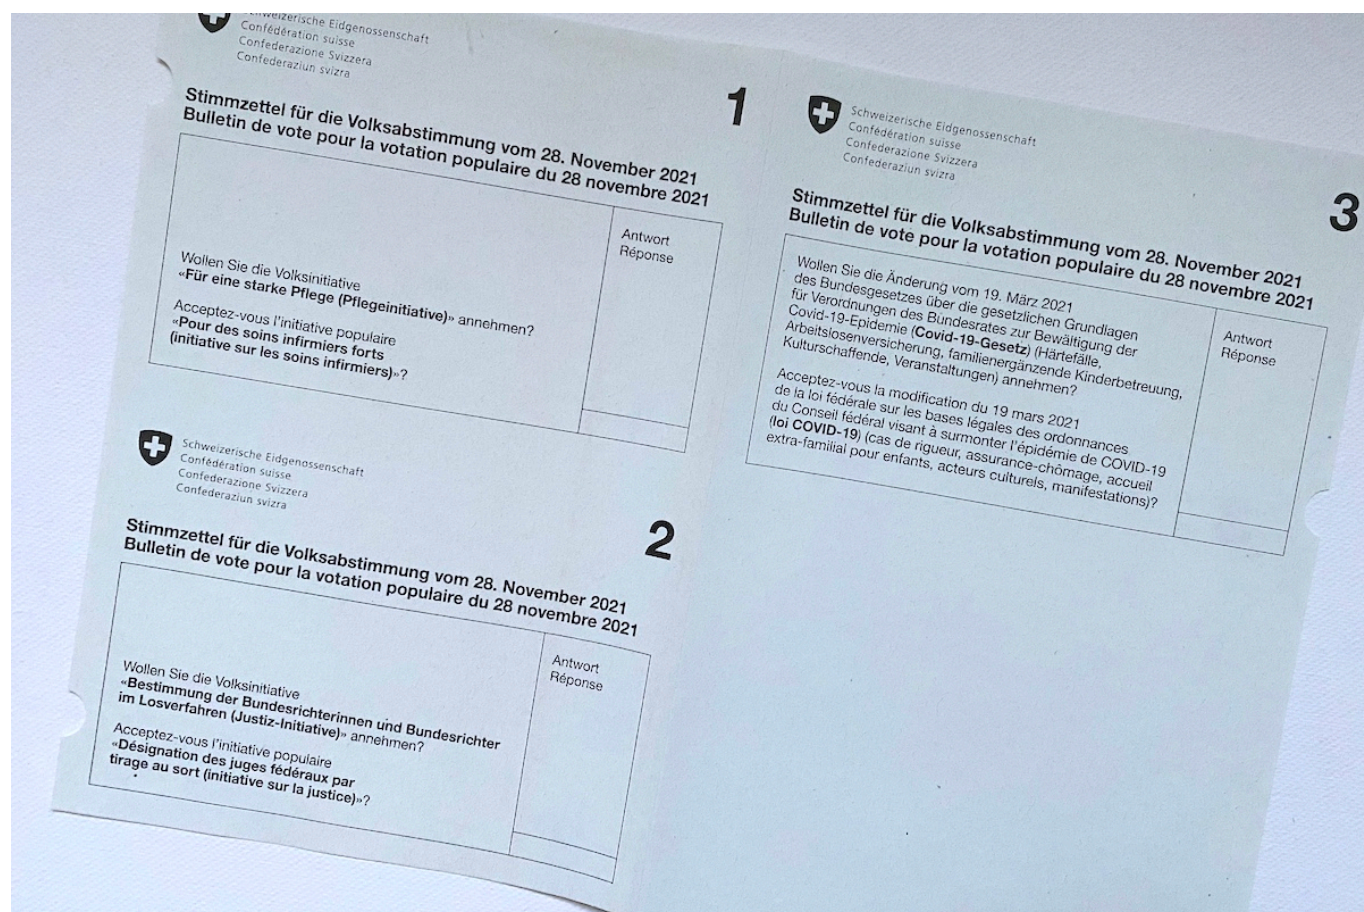 Schweizerische Eidgenossenschaft
Confédération suisse
Confederazione Svizzera
Confederaziun svizra
1
Stimmzettel für die Volksabstimmung vom 28. November 2021
Bulletin de vote pour la votation populaire du 28 novembre 2021
Antwort
Réponse
Wollen Sie die Volksinitiative
«Für eine starke Pflege (Pflegeinitiative)» annehmen?
Acceptez-vous l'initiative populaire
«Pour des soins infirmiers forts
(initiative sur les soins infirmiers)»?
Schweizerische Eidgenossenschaft
Confédération suisse
Confederazione Svizzera
Confederaziun svizra
2
Stimmzettel für die Volksabstimmung vom 28. November 2021
Bulletin de vote pour la votation populaire du 28 novembre 2021
Antwort
Réponse
Wollen Sie die Volksinitiative
«Bestimmung der Bundesrichterinnen und Bundesrichter
im Losverfahren (Justiz-Initiative)» annehmen?
Acceptez-vous l'initiative populaire
«Désignation des juges fédéraux par
tirage au sort (initiative sur la justice)»?
Schweizerische Eidgenossenschaft
Confédération suisse
Confederazione Svizzera
Confederaziun svizra
3
Stimmzettel für die Volksabstimmung vom 28. November 2021
Bulletin de vote pour la votation populaire du 28 novembre 2021
Wollen Sie die Änderung vom 19. März 2021
des Bundesgesetzes über die gesetzlichen Grundlagen
für Verordnungen des Bundesrates zur Bewältigung der
Covid-19-Epidemie (Covid-19-Gesetz) (Härtefälle,
Arbeitslosenversicherung, familienergänzende Kinderbetreuung,
Kulturschaffende, Veranstaltungen) annehmen?
Antwort
Réponse
Acceptez-vous la modification du 19 mars 2021
de la loi fédérale sur les bases légales des ordonnances
du Conseil fédéral visant à surmonter l'épidémie de COVID-19
(loi COVID-19) (cas de rigueur, assurance-chômage, accueil
extra-familial pour enfants, acteurs culturels, manifestations)?